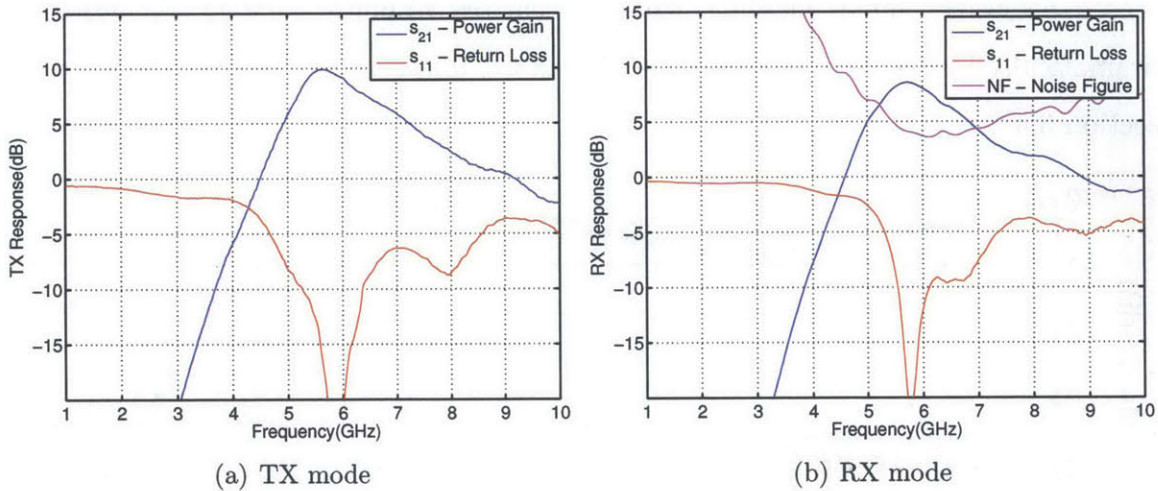 15
10
5
0
−5
−10
−15
TX Response(dB)
s21 – Power Gain
s11 – Return Loss
1 2 3 4 5 6 7 8 9 10
Frequency(GHz)
(a) TX mode
15
10
5
0
−5
−10
−15
RX Response(dB)
s21 – Power Gain
s11 – Return Loss
NF – Noise Figure
1 2 3 4 5 6 7 8 9 10
Frequency(GHz)
(b) RX mode